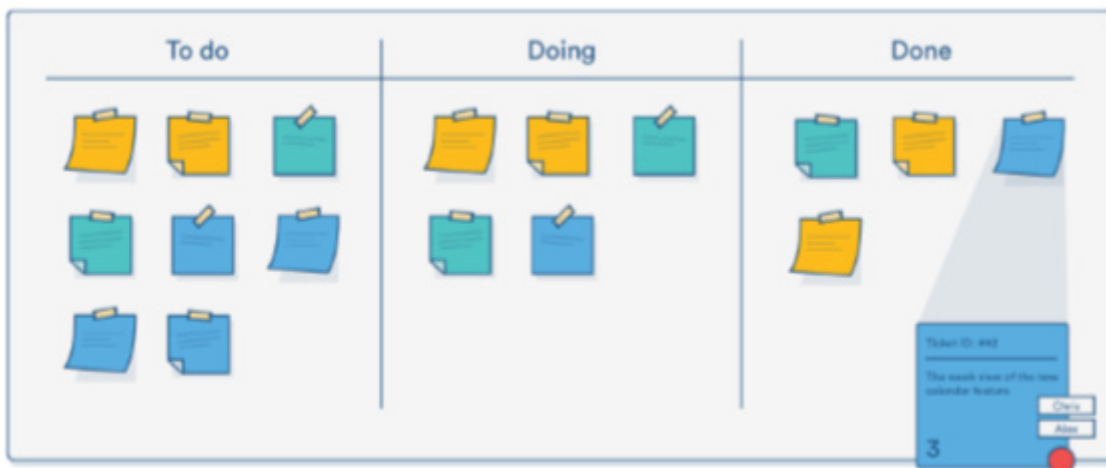 To do
Doing
Done
Ticket ID: #42
The week view of the new
calendar feature
Chris
Alex
3